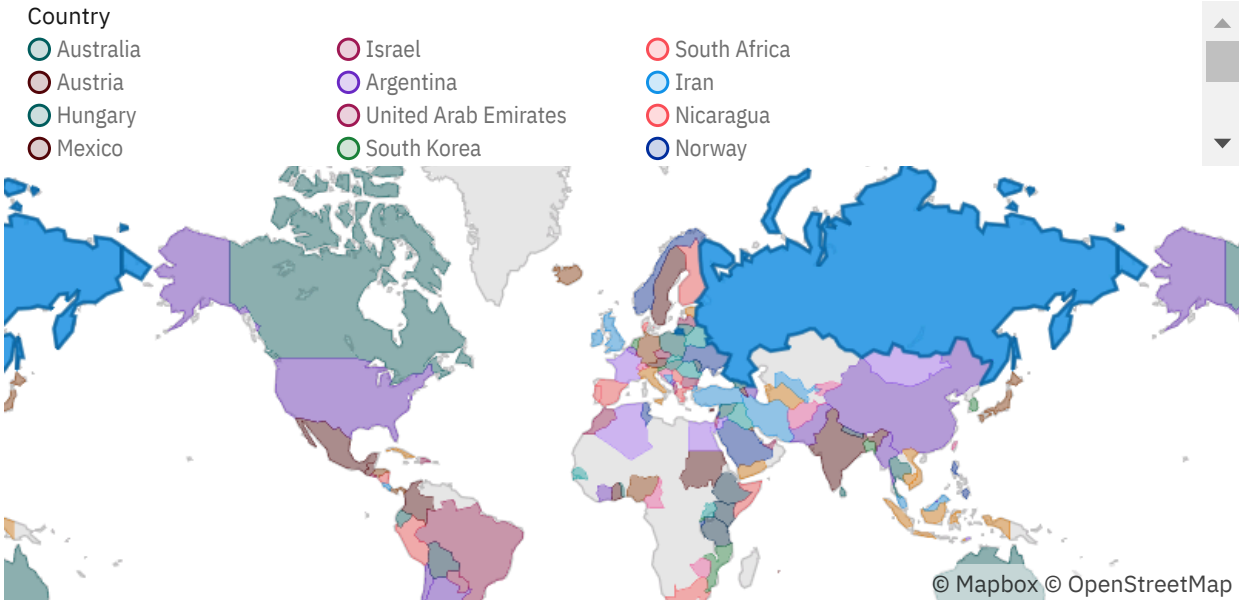 Country
Australia
Israel
South Africa
Austria
Argentina
Iran
Hungary
United Arab Emirates
Nicaragua
Mexico
South Korea
Norway
© Mapbox © OpenStreetMap